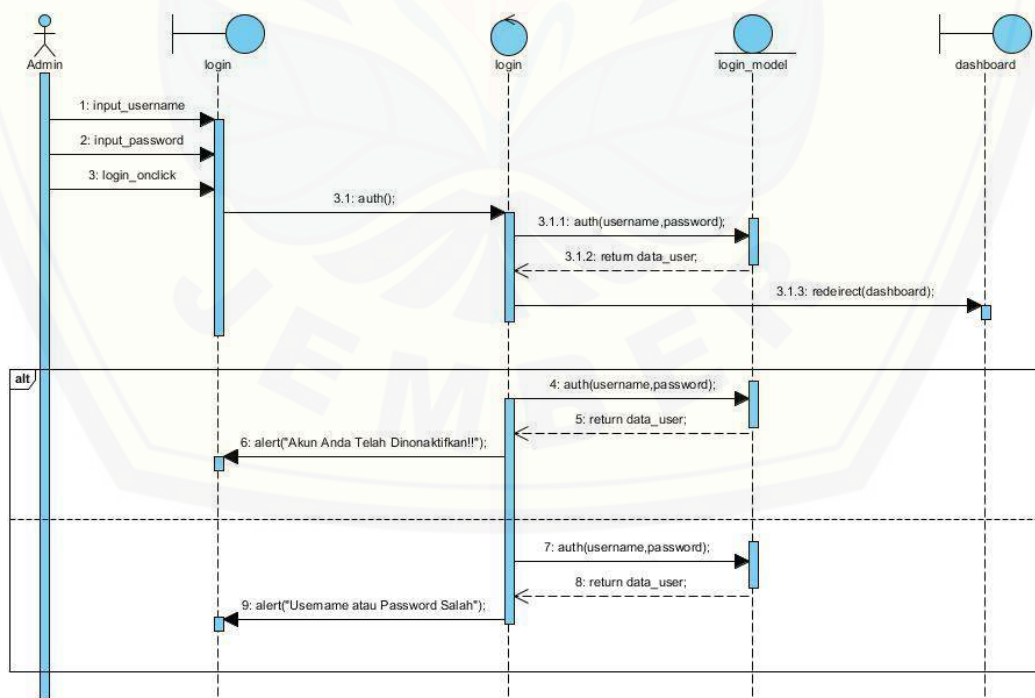 Admin
login
login
login_model
dashboard
1: input_username
2: input_password
3: login_onclick
3.1: auth();
3.1.1: auth(username,password);
3.1.2: return data_user;
3.1.3: redeirect(dashboard);
alt
4: auth(username,password);
5: return data_user;
6: alert("Akun Anda Telah Dinonaktifkan!!");
7: auth(username,password);
8: return data_user;
9: alert("Username atau Password Salah");
JEMBER